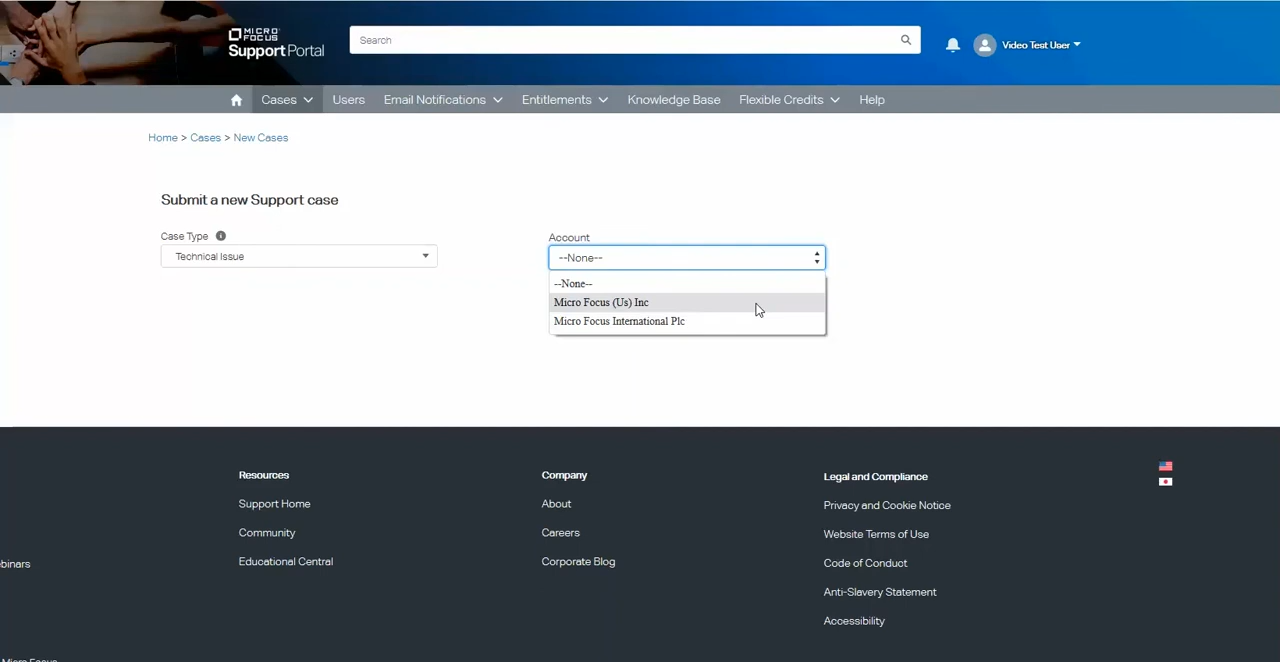 MICRO
FOCUS
Support Portal
Search
Video Test User
Cases
Users
Email Notifications
Entitlements
Knowledge Base
Flexible Credits
Help
Home > Cases > New Cases
Submit a new Support case
Case Type
Technical Issue
Account
--None--
--None--
Micro Focus (Us) Inc
Micro Focus International Plc
Resources
Support Home
Community
Educational Central
Company
About
Careers
Corporate Blog
Legal and Compliance
Privacy and Cookie Notice
Website Terms of Use
Code of Conduct
Anti-Slavery Statement
Accessibility
binars
Micro Focus